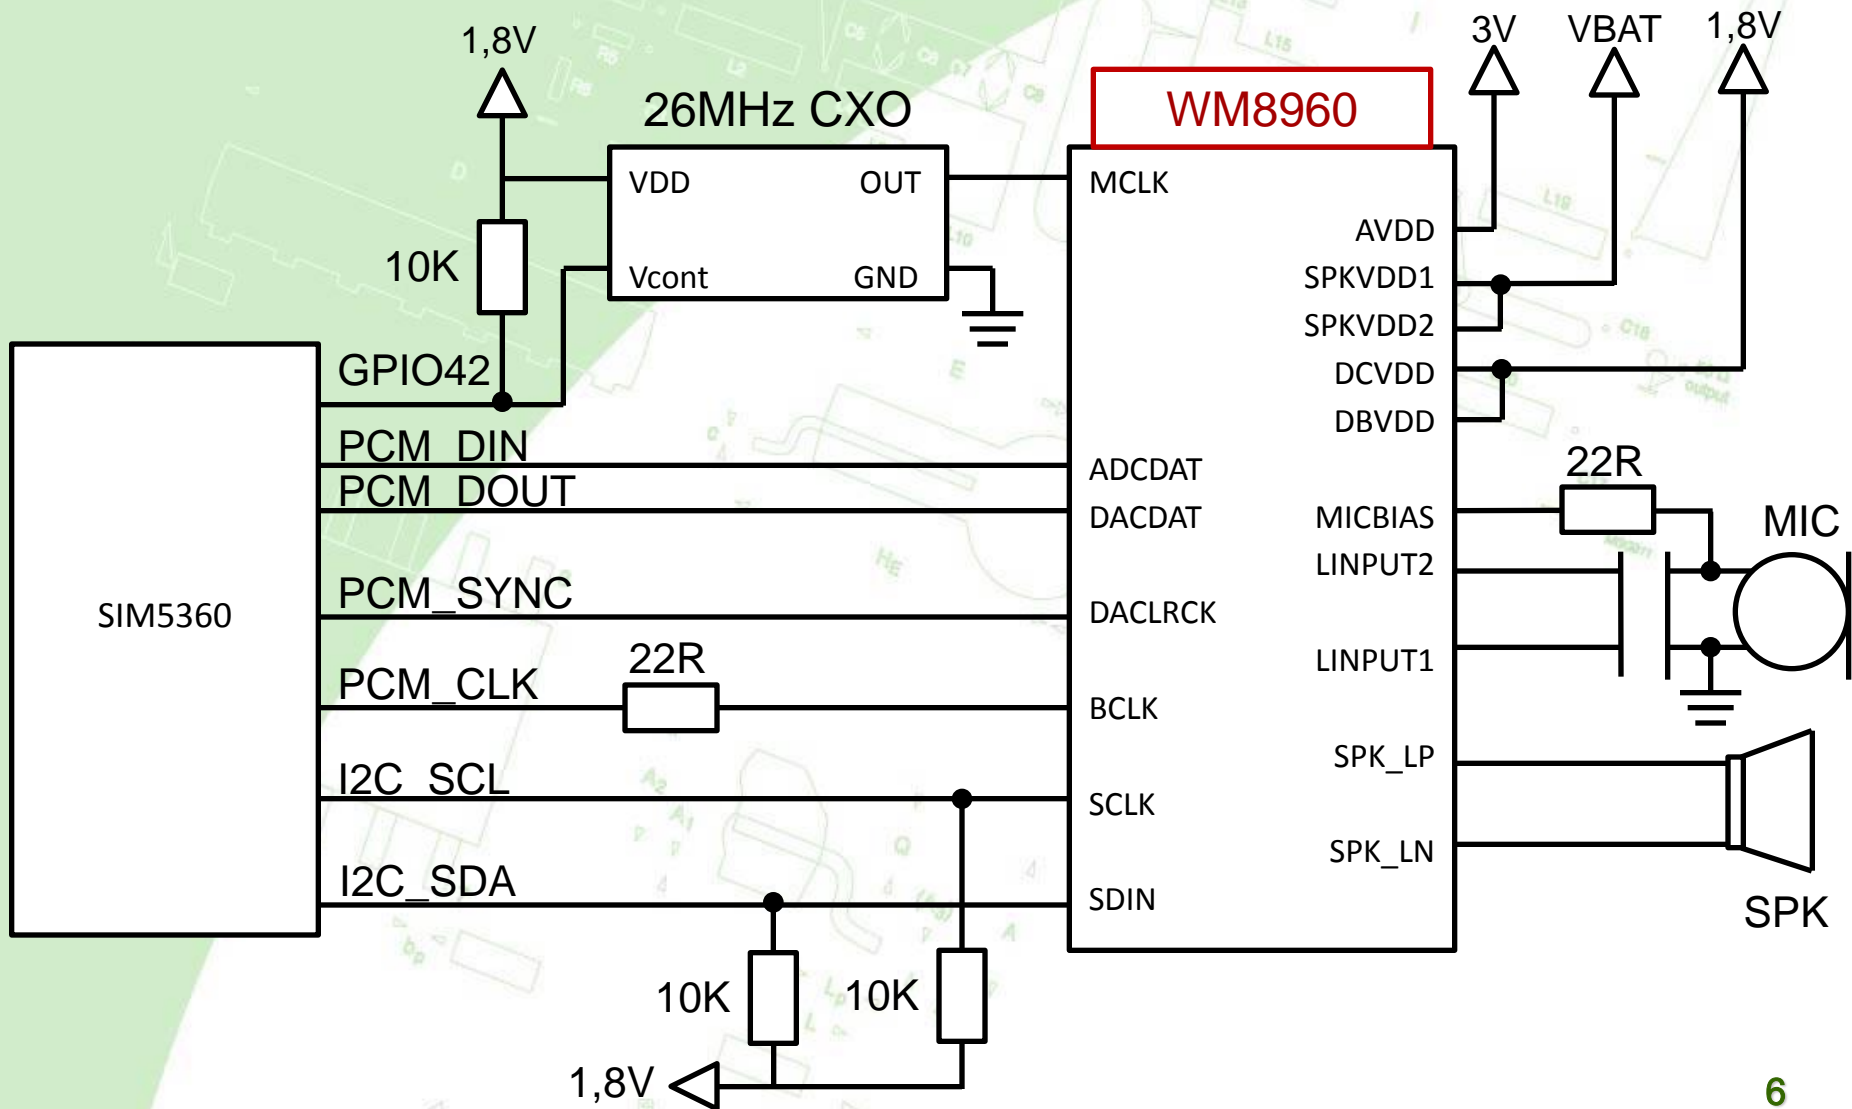 1,8V
3V
VBAT
1,8V
26MHz CXO
WM8960
VDD
OUT
Vcont
GND
10K
MCLK
AVDD
SPKVDD1
SPKVDD2
DCVDD
DBVDD
GPIO42
PCM_DIN
PCM_DOUT
PCM_SYNC
PCM_CLK
I2C_SCL
I2C_SDA
SIM5360
22R
ADCDAT
DACDAT
DACLRCK
BCLK
SCLK
SDIN
MICBIAS
LINPUT2
LINPUT1
SPK_LP
SPK_LN
22R
MIC
SPK
10K
10K
1,8V
6